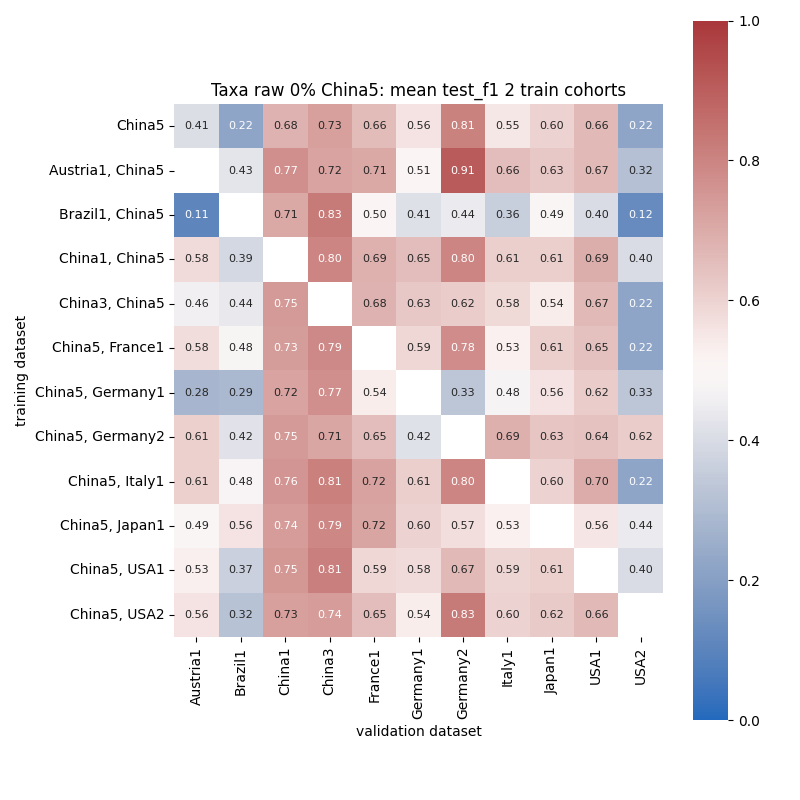 Taxa raw 0% China5: mean test_f1 2 train cohorts
training dataset
China5 0.41 0.22 0.68 0.73 0.66 0.56 0.81 0.55 0.60 0.66 0.22
Austria1, China5 0.43 0.77 0.72 0.71 0.51 0.91 0.66 0.63 0.67 0.32
Brazil1, China5 0.11 0.71 0.83 0.50 0.41 0.44 0.36 0.49 0.40 0.12
China1, China5 0.58 0.39 0.80 0.69 0.65 0.80 0.61 0.61 0.69 0.40
China3, China5 0.46 0.44 0.75 0.68 0.63 0.62 0.58 0.54 0.67 0.22
China5, France1 0.58 0.48 0.73 0.79 0.59 0.78 0.53 0.61 0.65 0.22
China5, Germany1 0.28 0.29 0.72 0.77 0.54 0.33 0.48 0.56 0.62 0.33
China5, Germany2 0.61 0.42 0.75 0.71 0.65 0.42 0.69 0.63 0.64 0.62
China5, Italy1 0.61 0.48 0.76 0.81 0.72 0.61 0.80 0.60 0.70 0.22
China5, Japan1 0.49 0.56 0.74 0.79 0.72 0.60 0.57 0.53 0.56 0.44
China5, USA1 0.53 0.37 0.75 0.81 0.59 0.58 0.67 0.59 0.61 0.40
China5, USA2 0.56 0.32 0.73 0.74 0.65 0.54 0.83 0.60 0.62 0.66
Austria1 Brazil1 China1 China3 France1 Germany1 Germany2 Italy1 Japan1 USA1 USA2
validation dataset
1.0
0.8
0.6
0.4
0.2
0.0